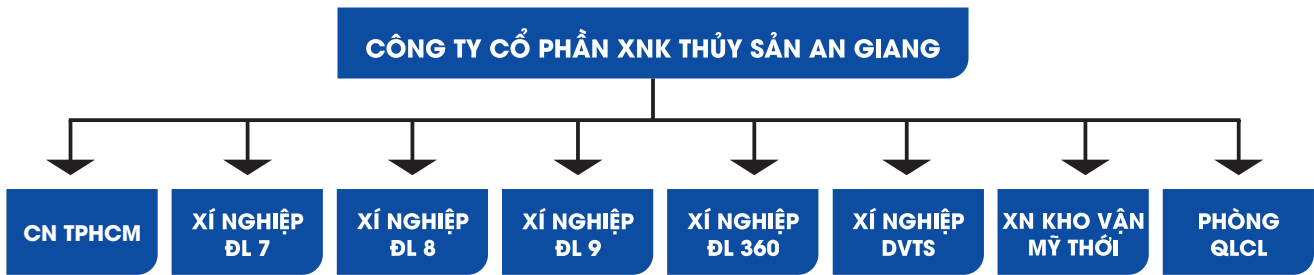 CÔNG TY CỔ PHẦN XNK THỦY SẢN AN GIANG
CN TPHCM
XÍ NGHIỆP
ĐL 7
XÍ NGHIỆP
ĐL 8
XÍ NGHIỆP
ĐL 9
XÍ NGHIỆP
ĐL 360
XÍ NGHIỆP
DVTS
XN KHO VẬN
MỸ THỚI
PHÒNG
QLCL